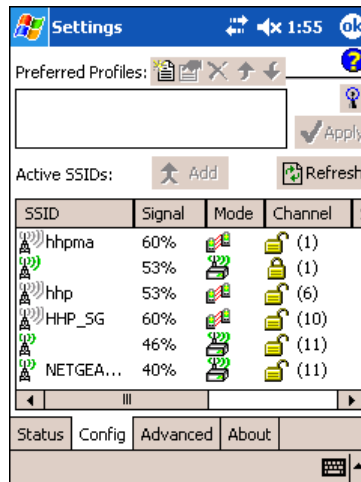 Settings 1:55 ok
Preferred Profiles:
?
Apply
Active SSIDs: Add Refresh
SSID Signal Mode Channel
hhpma 60% (1)
53% (1)
hhp 53% (6)
HHP_SG 60% (10)
46% (11)
NETGEA... 40% (11)
Status Config Advanced About